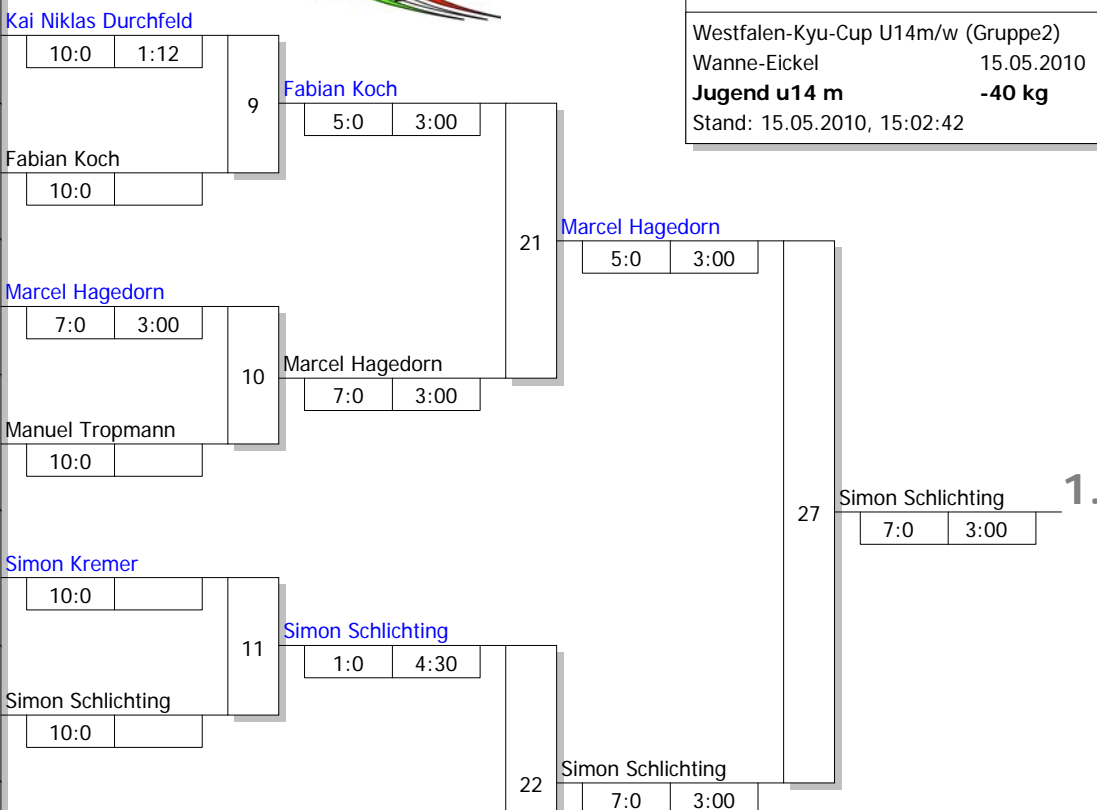 Kai Niklas Durchfeld
10:0 1:12
Westfalen-Kyu-Cup U14m/w (Gruppe2)
Wanne-Eickel 15.05.2010
Jugend u14 m -40 kg
Stand: 15.05.2010, 15:02:42
9
Fabian Koch
5:0 3:00
Fabian Koch
10:0
21
Marcel Hagedorn
5:0 3:00
Marcel Hagedorn
7:0 3:00
10
Marcel Hagedorn
7:0 3:00
Manuel Tropmann
10:0
27
Simon Schlichting
7:0 3:00
1.
Simon Kremer
10:0
11
Simon Schlichting
1:0 4:30
Simon Schlichting
10:0
22
Simon Schlichting
7:0 3:00